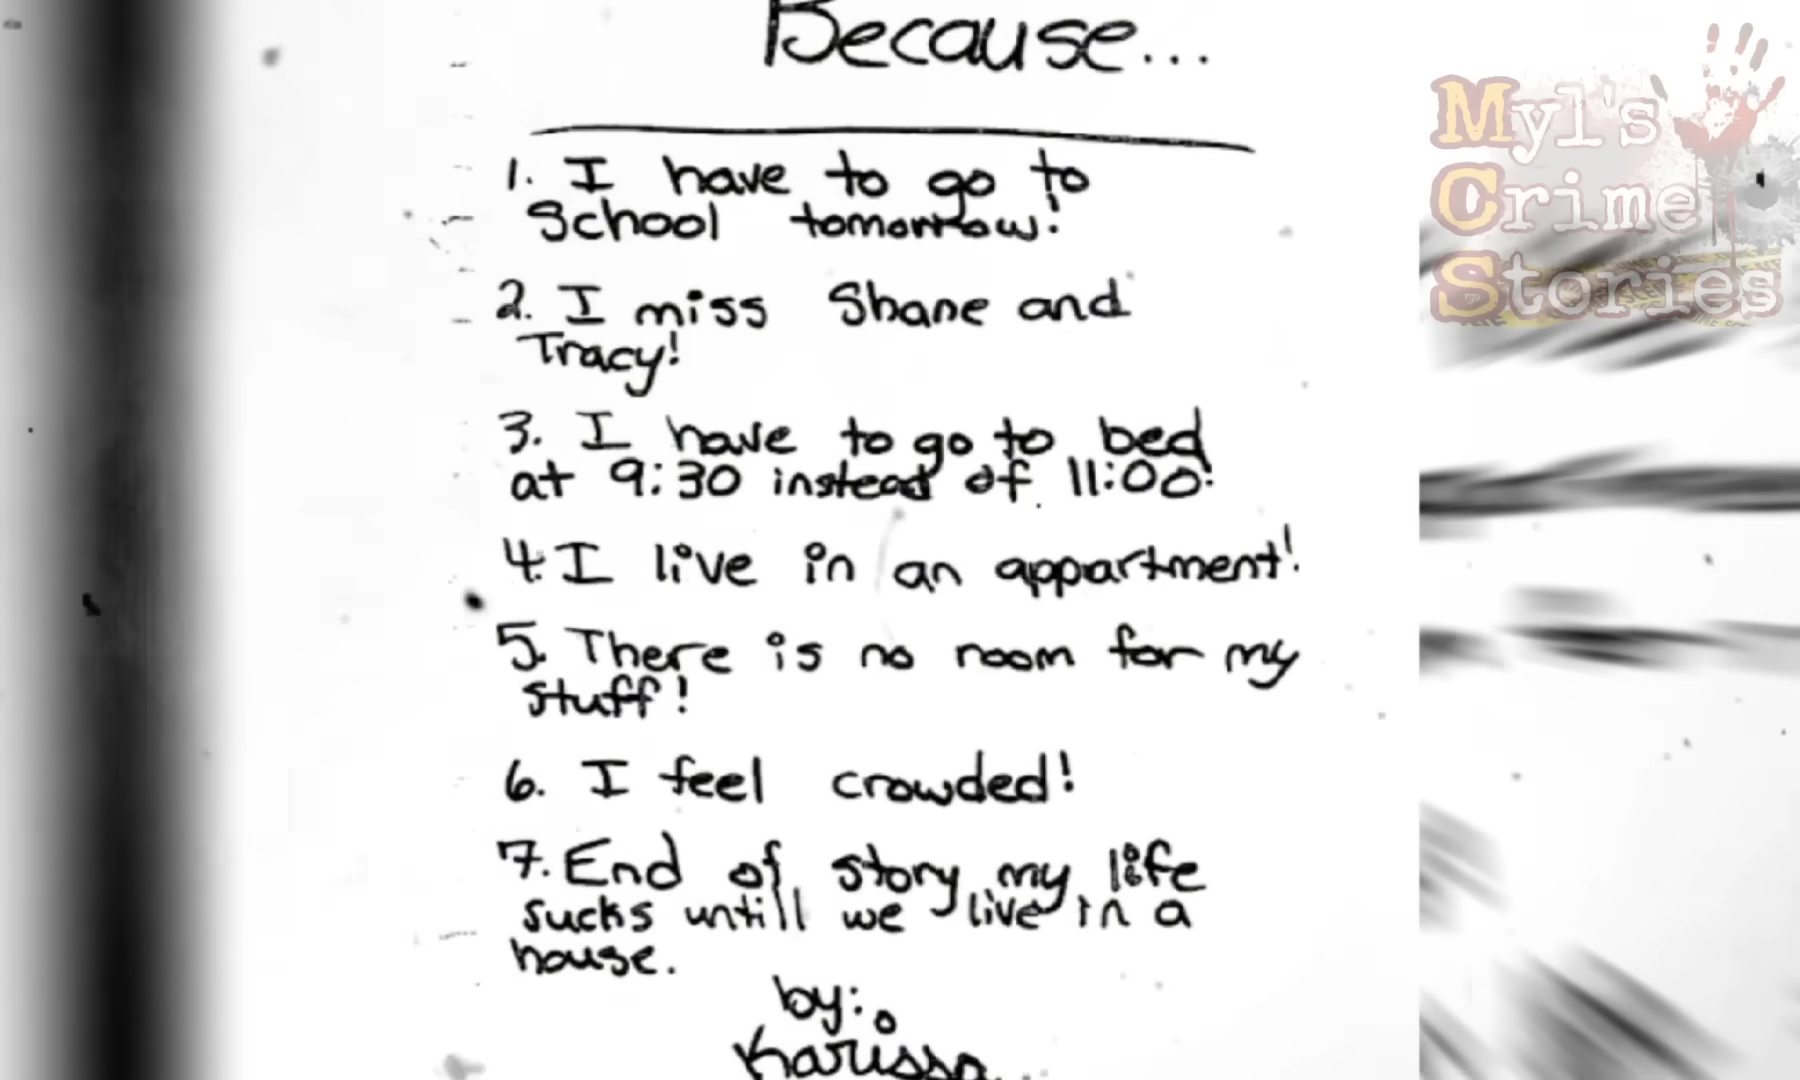 Because...
1. I have to go to
School tomorrow!
2. I miss Shane and
Tracy!
3. I have to go to bed
at 9:30 instead of 11:00!
4. I live in an appartment!
5. There is no room for my
stuff!
6. I feel crowded!
7. End of story my life
sucks untill we live in a
house.
by:
Karissa
Myl's
Crime
Stories